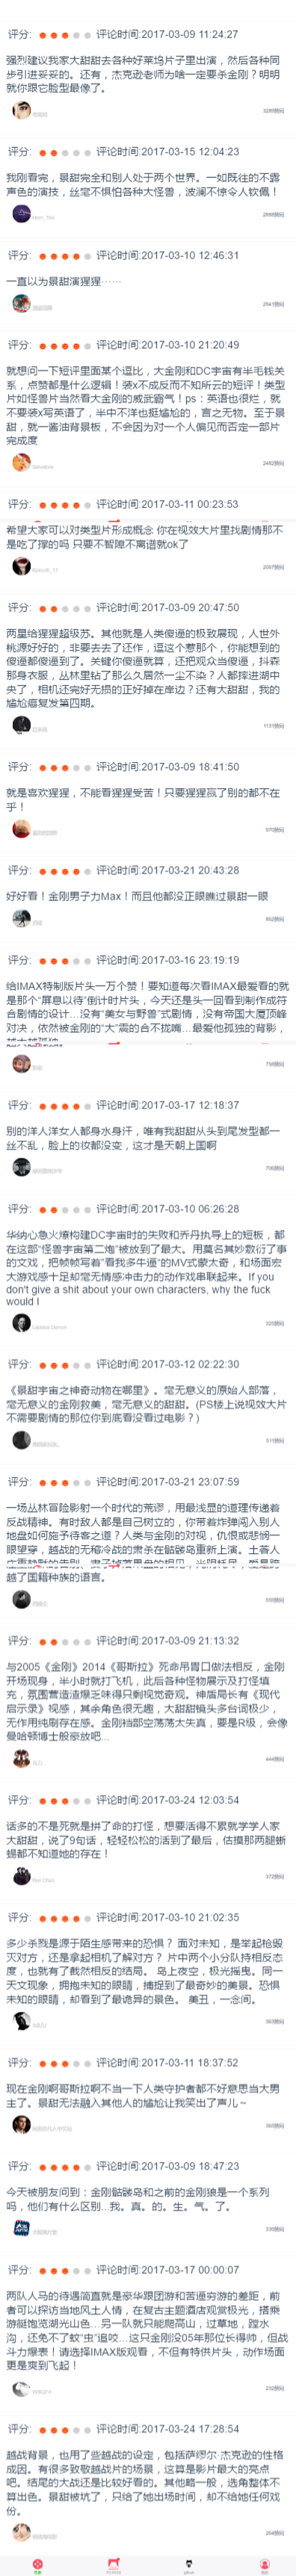 评分: 评论时间:2017-03-09 11:24:27
强烈建议我家大甜甜去各种好莱坞片子里出演，然后各种同
步引进妥妥的。还有，杰克逊老师为啥一定要杀金刚？明明
就你跟它脸型最像了。
评分: 评论时间:2017-03-15 12:04:23
我刚看完，景甜完全和别人处于两个世界。一如既往的不露
声色的演技，丝毫不惧怕各种大怪兽，波澜不惊令人钦佩！
评分: 评论时间:2017-03-10 12:46:31
一直以为景甜演猩猩……
评分: 评论时间:2017-03-10 21:20:49
就想问一下短评里面某个逗比，大金刚和DC宇宙有半毛钱关
系，点赞都是什么逻辑！装x不成反而不知所云的短评！类型
片如怪兽片当然看大金刚的威武霸气！ps：英语也很烂，就
不要装x写英语了，半中不洋也挺尴尬的，言之无物。至于景
甜，就一酱油背景板，不会因为对一个人偏见而否定一部片
完成度
评分: 评论时间:2017-03-11 00:23:53
希望大家可以对类型片形成概念 你在视效大片里找剧情那不
是吃了撑的吗 只要不智障不离谱就ok了
评分: 评论时间:2017-03-09 20:47:50
两星给猩猩超级苏。其他就是人类傻逼的极致展现，人世外
桃源好好的，非要去去了还作，逗这个惹那个，你能想到的
傻逼都傻逼到了。关键你傻逼就算，还把观众当傻逼，抖森
那身衣服，丛林里钻了那么久居然一尘不染？人都摔进湖中
央了，相机还完好无损的正好掉在岸边？还有大甜甜，我的
尴尬癌复发第四期。
评分: 评论时间:2017-03-09 18:41:50
就是喜欢猩猩，不能看猩猩受苦！只要猩猩赢了别的都不在
乎！
评分: 评论时间:2017-03-21 20:43:28
好好看！金刚男子力Max！而且他都没正眼瞧过景甜一眼
评分: 评论时间:2017-03-16 23:19:19
给IMAX特制版片头一万个赞！要知道每次看IMAX最爱看的就
是那个“屏息以待”倒计时片头，今天还是头一回看到制作成符
合剧情的设计…没有“美女与野兽”式剧情，没有帝国大厦顶峰
对决，依然被金刚的“大”震的合不拢嘴…最爱他孤独的背影，
评分: 评论时间:2017-03-17 12:18:37
别的洋人洋女人都身水身汗，唯有我甜甜从头到尾发型都一
丝不乱，脸上的妆都没变，这才是天朝上国啊
评分: 评论时间:2017-03-10 06:26:28
华纳心急火燎构建DC宇宙时的失败和乔丹执导上的短板，都
在这部“怪兽宇宙第二炮”被放到了最大。用莫名其妙敷衍了事
的文戏，把帧帧写着“看我多牛逼”的MV式蒙太奇，和场面宏
大游戏感十足却毫无情感冲击力的动作戏串联起来。If you
don't give a shit about your own characters, why the fuck
would I
评分: 评论时间:2017-03-12 02:22:30
《景甜宇宙之神奇动物在哪里》。毫无意义的原始人部落，
毫无意义的金刚救美，毫无意义的甜甜。(PS楼上说视效大片
不需要剧情的那位你到底看没看过电影？)
评分: 评论时间:2017-03-21 23:07:59
一场丛林冒险影射一个时代的荒谬，用最浅显的道理传递着
反战精神。有时敌人都是自己树立的，你带着炸弹闯入别人
地盘如何施予待客之道？人类与金刚的对视，仇恨或悲悯一
眼望穿，越战的无稽冷战的肃杀在骷髅岛重新上演。土著人
越了国籍种族的语言。
评分: 评论时间:2017-03-09 21:13:32
与2005《金刚》2014《哥斯拉》死命吊胃口做法相反，金刚
开场现身，半小时就打飞机，此后各种怪物展示及打怪填
充，氛围营造渣爆乏味得只剩视觉奇观。神盾局长有《现代
启示录》视感，其余角色很无趣，大甜甜镜头多台词极少，
无作用纯刷存在感。金刚裆部空荡荡太失真，要是R级，会像
曼哈顿博士般豪放吧...
评分: 评论时间:2017-03-24 12:03:54
话多的不是死就是拼了命的打怪，想要活得不累就学学人家
大甜甜，说了9句话，轻轻松松的活到了最后，估摸那两腿蜥
蜴都不知道她的存在！
评分: 评论时间:2017-03-10 21:02:35
多少杀戮是源于陌生感带来的恐惧？ 面对未知，是举起枪毁
灭对方，还是拿起相机了解对方？ 片中两个小分队持相反态
度，也就有了截然相反的结局。 岛上夜空，极光摇曳。同一
天文现象，拥抱未知的眼睛，捕捉到了最奇妙的美景。恐惧
未知的眼睛，却看到了最诡异的景色。 美丑，一念间。
评分: 评论时间:2017-03-11 18:37:52
现在金刚啊哥斯拉啊不当一下人类守护者都不好意思当大男
主了。景甜无法融入其他人的尴尬让我笑出了声儿～
评分: 评论时间:2017-03-09 18:47:23
今天被朋友问到：金刚骷髅岛和之前的金刚狼是一个系列
吗，他们有什么区别...我。真。的。生。气。了。
评分: 评论时间:2017-03-17 00:00:07
两队人马的待遇简直就是豪华跟团游和苦逼穷游的差距，前
者可以探访当地风土人情，在复古主题酒店观赏极光，搭乘
游艇饱览湖光山色…另一队就只能爬高山，过草地，蹚水
沟，还免不了蚊“虫”追咬…这只金刚没05年那位长得帅，但战
斗力爆表！请选择IMAX版观看，不但有特供片头，动作场面
更是爽到飞起！
评分: 评论时间:2017-03-24 17:28:54
越战背景，也用了些越战的设定，包括萨缪尔·杰克逊的性格
成因。有很多致敬越战片的场景，这算是影片最大的亮点
吧。结尾的大战还是比较好看的。其他略一般，选角整体不
算出色。景甜被坑了，只给了她出场时间，却不给她任何戏
份。